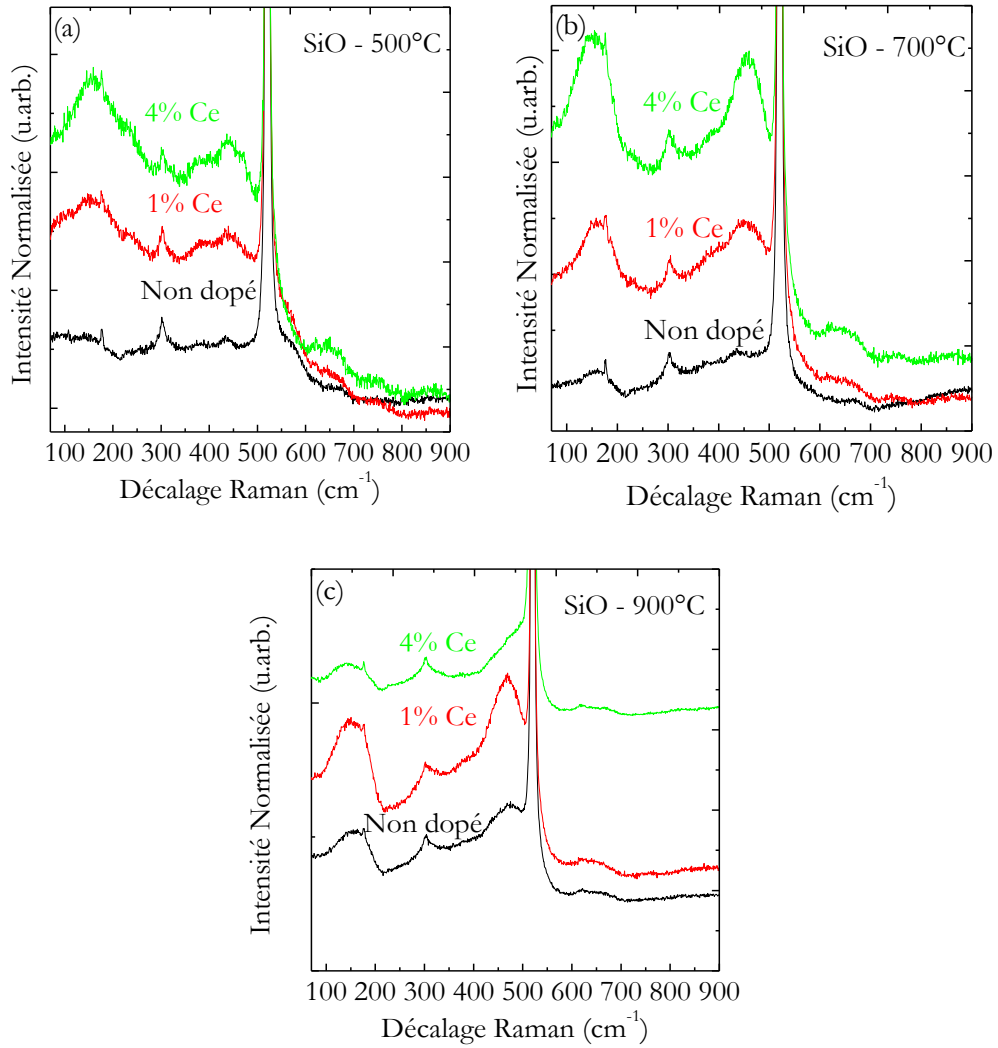 (a)
SiO - 500°C
4% Ce
1% Ce
Non dopé
Intensité Normalisée (u.arb.)
100 200 300 400 500 600 700 800 900
Décalage Raman (cm-1)
(b)
SiO - 700°C
4% Ce
1% Ce
Non dopé
Intensité Normalisée (u.arb.)
100 200 300 400 500 600 700 800 900
Décalage Raman (cm-1)
(c)
SiO - 900°C
4% Ce
1% Ce
Non dopé
Intensité Normalisée (u.arb.)
100 200 300 400 500 600 700 800 900
Décalage Raman (cm-1)